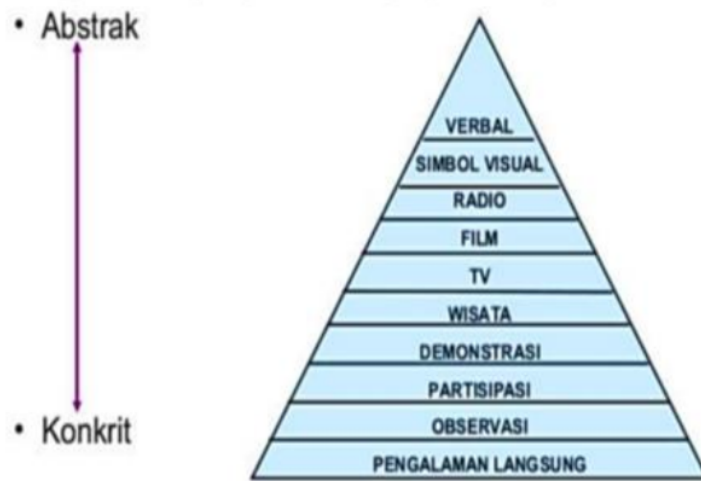 • Abstrak
VERBAL
SIMBOL VISUAL
RADIO
FILM
TV
WISATA
DEMONSTRASI
PARTISIPASI
• Konkrit
OBSERVASI
PENGALAMAN LANGSUNG